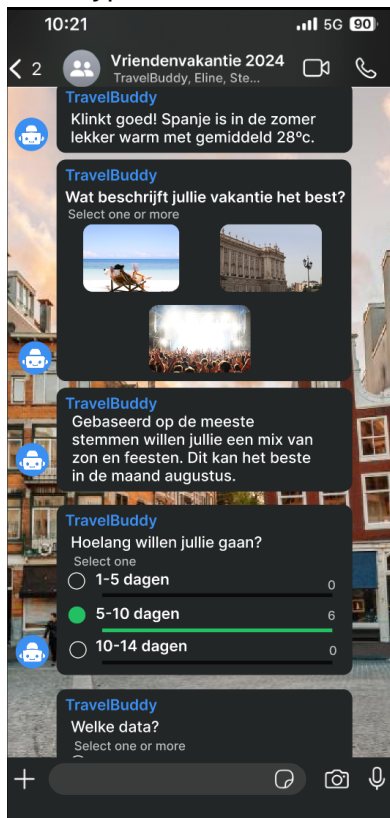 10:21
5G 90
2
Vriendenvakantie 2024
TravelBuddy, Eline, Ste...
TravelBuddy
Klinkt goed! Spanje is in de zomer
lekker warm met gemiddeld 28ºc.
TravelBuddy
Wat beschrijft jullie vakantie het best?
Select one or more
TravelBuddy
Gebaseerd op de meeste
stemmen willen jullie een mix van
zon en feesten. Dit kan het beste
in de maand augustus.
TravelBuddy
Hoelang willen jullie gaan?
Select one
1-5 dagen 0
5-10 dagen 6
10-14 dagen 0
TravelBuddy
Welke data?
Select one or more